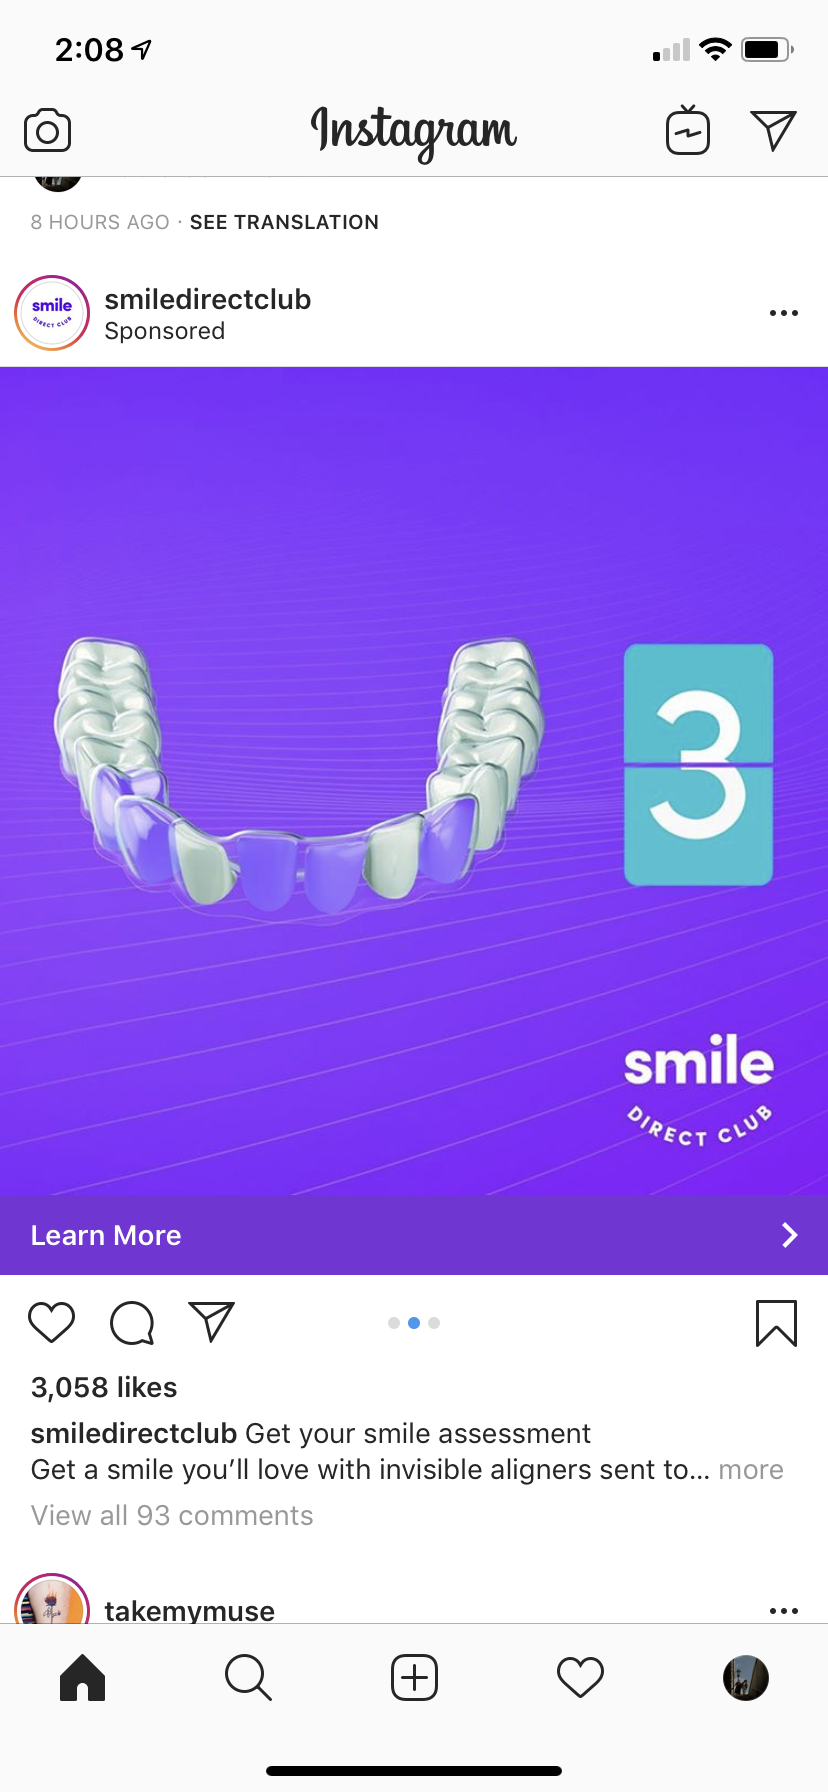 2:08
Instagram
8 HOURS AGO · SEE TRANSLATION
smile
DIRECT CLUB
smiledirectclub
Sponsored
3
smile
DIRECT CLUB
Learn More
3,058 likes
smiledirectclub Get your smile assessment
Get a smile you’ll love with invisible aligners sent to... more
View all 93 comments
takemymuse